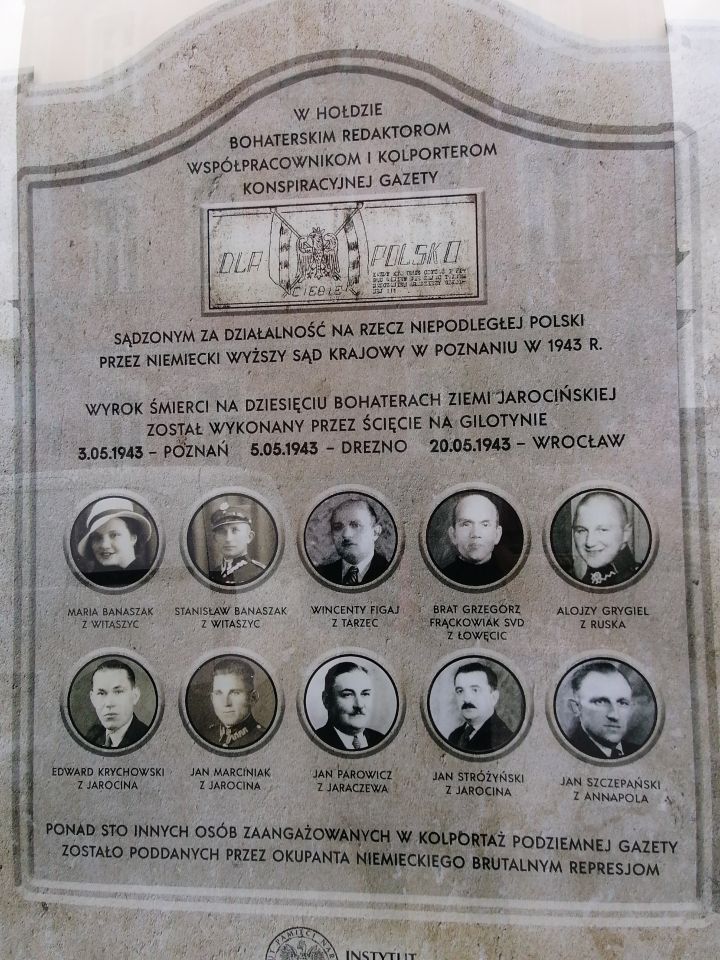 W HOŁDZIE
BOHATERSKIM REDAKTOROM
WSPÓŁPRACOWNIKOM I KOLPORTEROM
KONSPIRACYJNEJ GAZETY
DLA POLSKO
CIEBIE
SĄDZONYM ZA DZIAŁALNOŚĆ NA RZECZ NIEPODLEGŁEJ POLSKI
PRZEZ NIEMIECKI WYŻSZY SĄD KRAJOWY W POZNANIU W 1943 R.
WYROK ŚMIERCI NA DZIESIĘCIU BOHATERACH ZIEMI JAROCIŃSKIEJ
ZOSTAŁ WYKONANY PRZEZ ŚCIĘCIE NA GILOTYNIE
3.05.1943 – POZNAŃ 5.05.1943 – DREZNO 20.05.1943 – WROCŁAW
MARIA BANASZAK
Z WITASZYC
STANISŁAW BANASZAK
Z WITASZYC
WINCENTY FIGAJ
Z TARZEC
BRAT GRZEGÓRZ
FRĄCKOWIAK SVD
Z ŁOWĘCIC
ALOJZY GRYGIEL
Z RUSKA
EDWARD KRYCHOWSKI
Z JAROCINA
JAN MARCINIAK
Z JAROCINA
JAN PAROWICZ
Z JARACZEWA
JAN STRÓŻYŃSKI
Z JAROCINA
JAN SZCZEPAŃSKI
Z ANNAPOLA
PONAD STO INNYCH OSÓB ZAANGAŻOWANYCH W KOLPORTAŻ PODZIEMNEJ GAZETY
ZOSTAŁO PODDANYCH PRZEZ OKUPANTA NIEMIECKIEGO BRUTALNYM REPRESJOM
PAMIĘCI
INSTYTUT